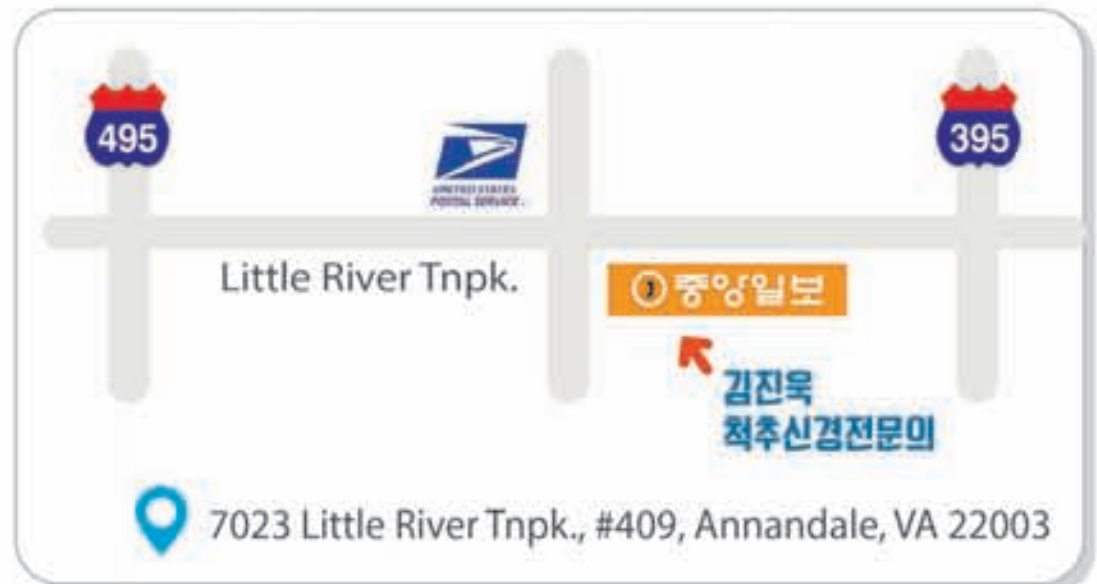 495
395
UNITED STATES
POSTAL SERVICE.
Little River Tnpk.
중앙일보
김진욱
척추신경전문의
7023 Little River Tnpk., #409, Annandale, VA 22003